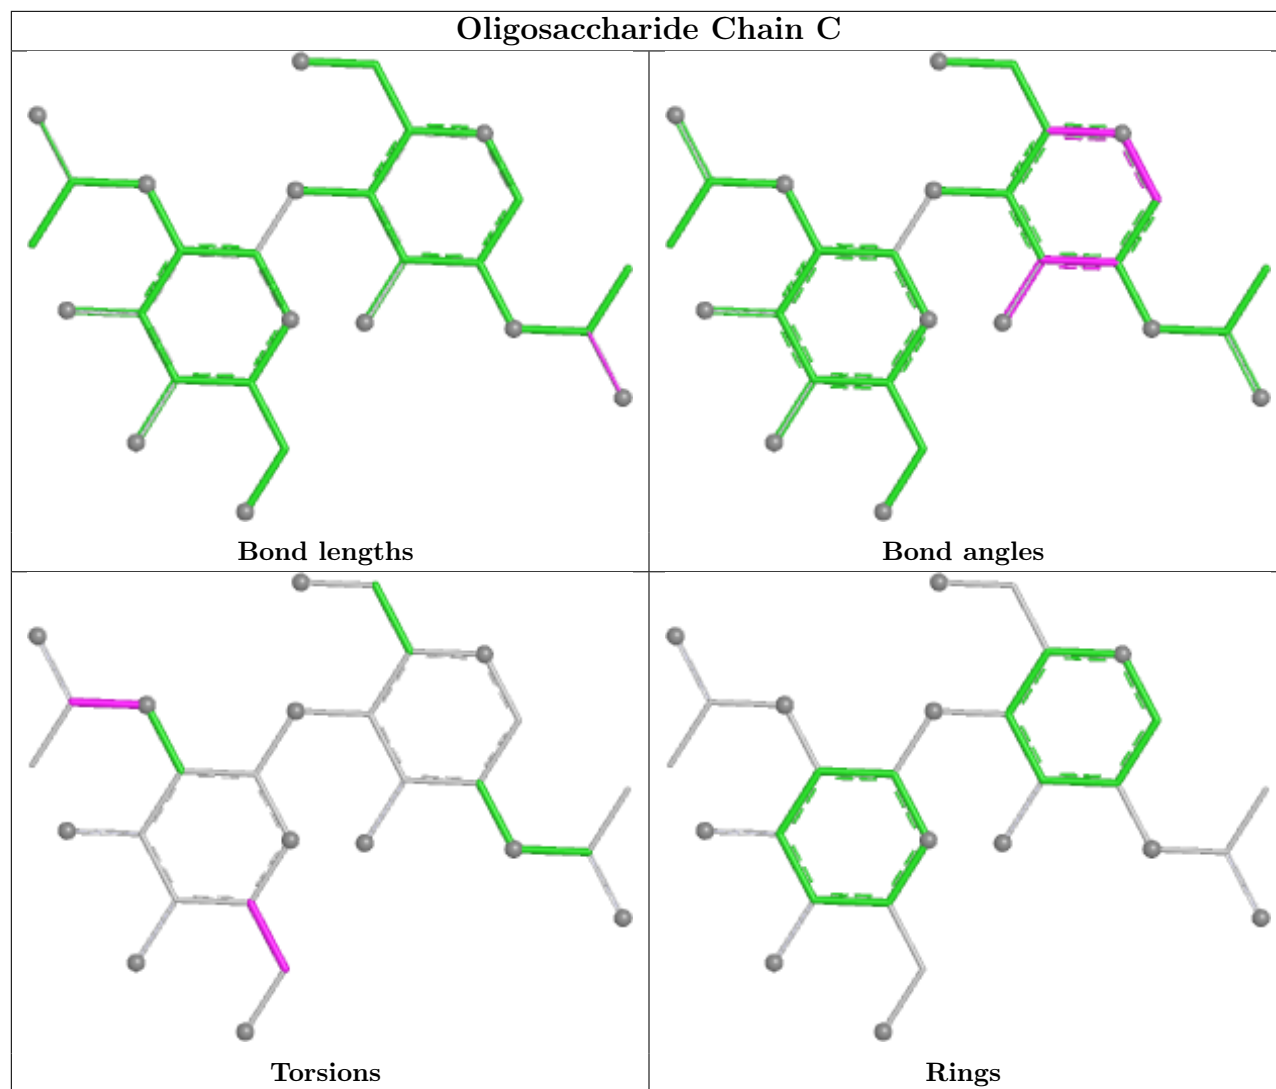 Oligosaccharide Chain C
Bond lengths
Bond angles
Torsions
Rings